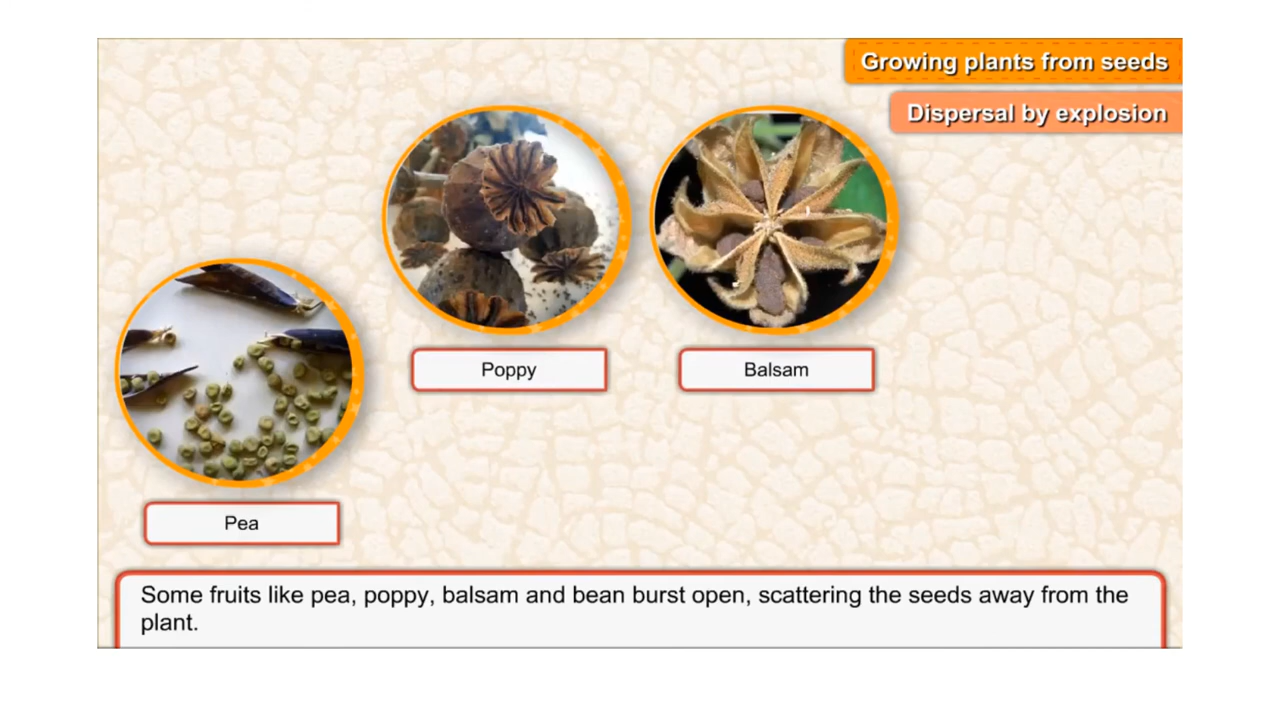 Growing plants from seeds
Dispersal by explosion
Poppy
Balsam
Pea
Some fruits like pea, poppy, balsam and bean burst open, scattering the seeds away from the
plant.